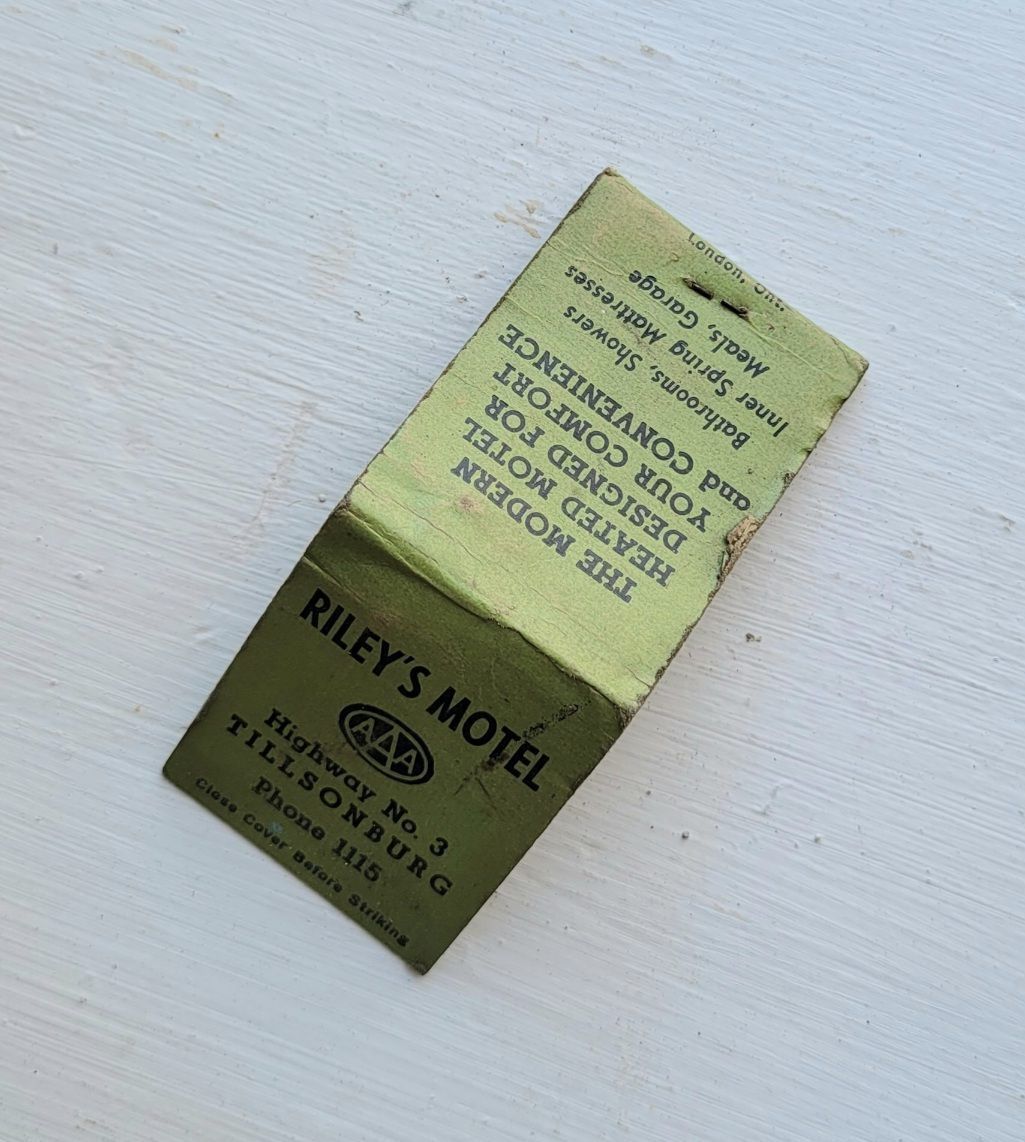 RILEY'S MOTEL
AAA
Highway No. 3
TILLSONBURG
Phone 1115
Close Cover Before Striking
THE MODERN
HEATED MOTEL
DESIGNED FOR
YOUR COMFORT
and CONVENIENCE
Bathrooms, Showers
Inner Spring Mattresses
Meals, Garage
London,